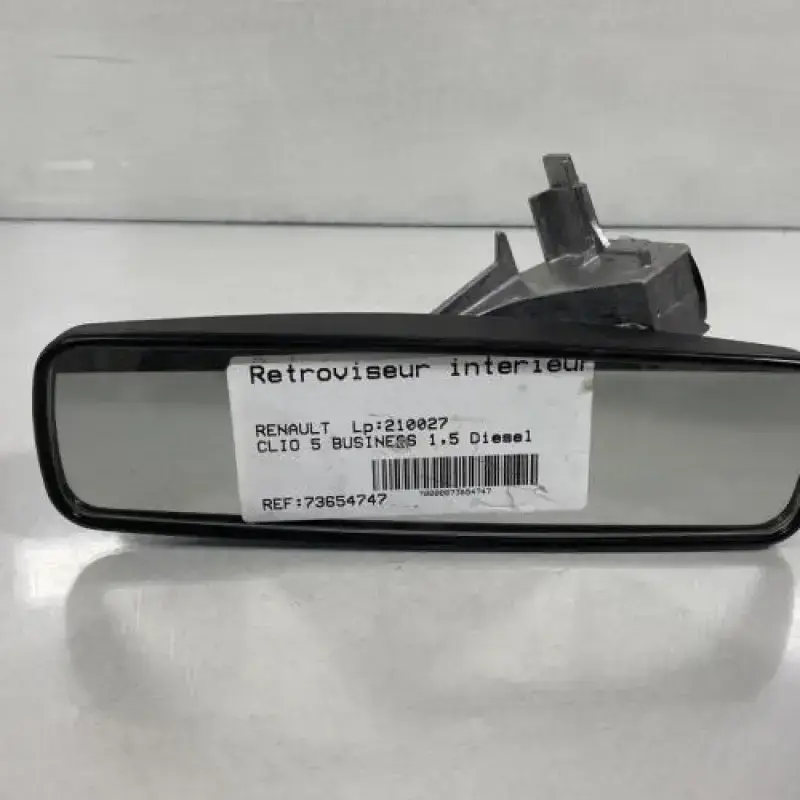 Retroviseur interieur
RENAULT Lp:210027
CLIO 5 BUSINESS 1,5 Diesel
REF:73654747